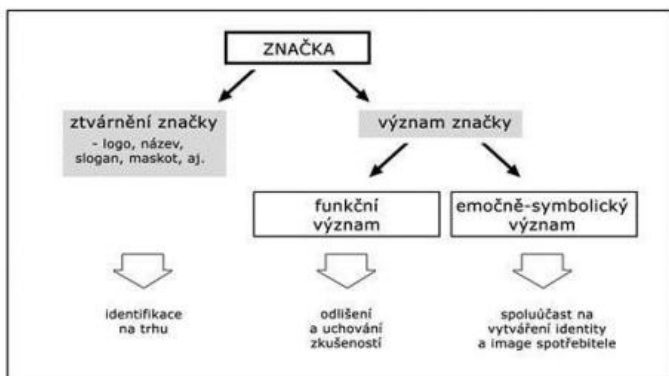 ZNAČKA
ztvárnění značky
- logo, název,
slogan, maskot, aj.
význam značky
funkční
význam
emočně-symbolický
význam
identifikace
na trhu
odlišení
a uchování
zkušeností
spoluúčast na
vytváření identity
a image spotřebitele